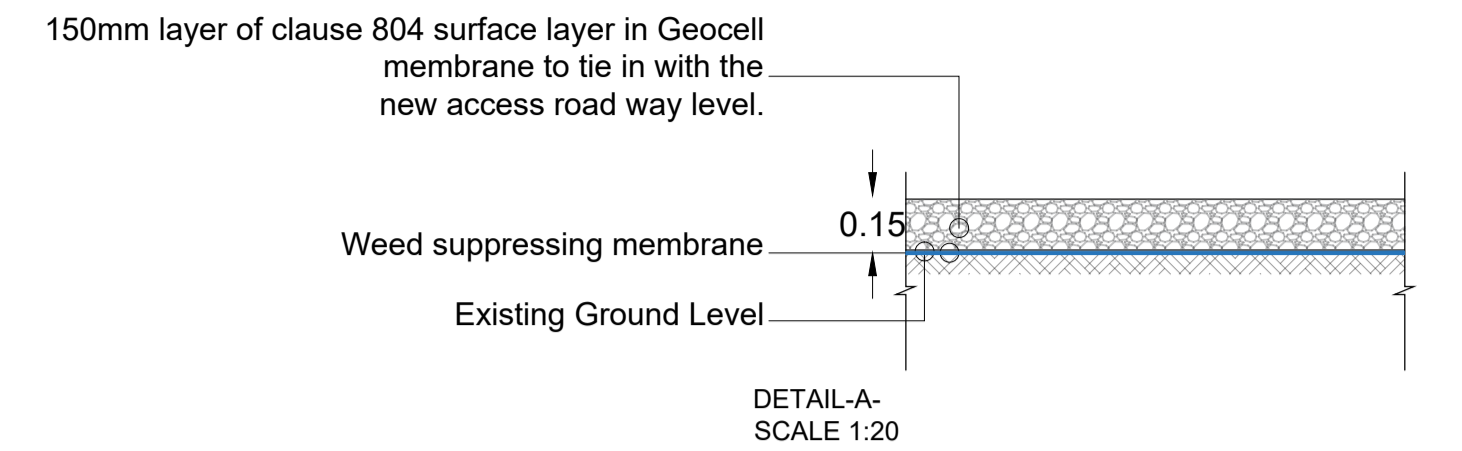 150mm layer of clause 804 surface layer in Geocell
membrane to tie in with the
new access road way level.
0.15
Weed suppressing membrane
Existing Ground Level
DETAIL-A-
SCALE 1:20